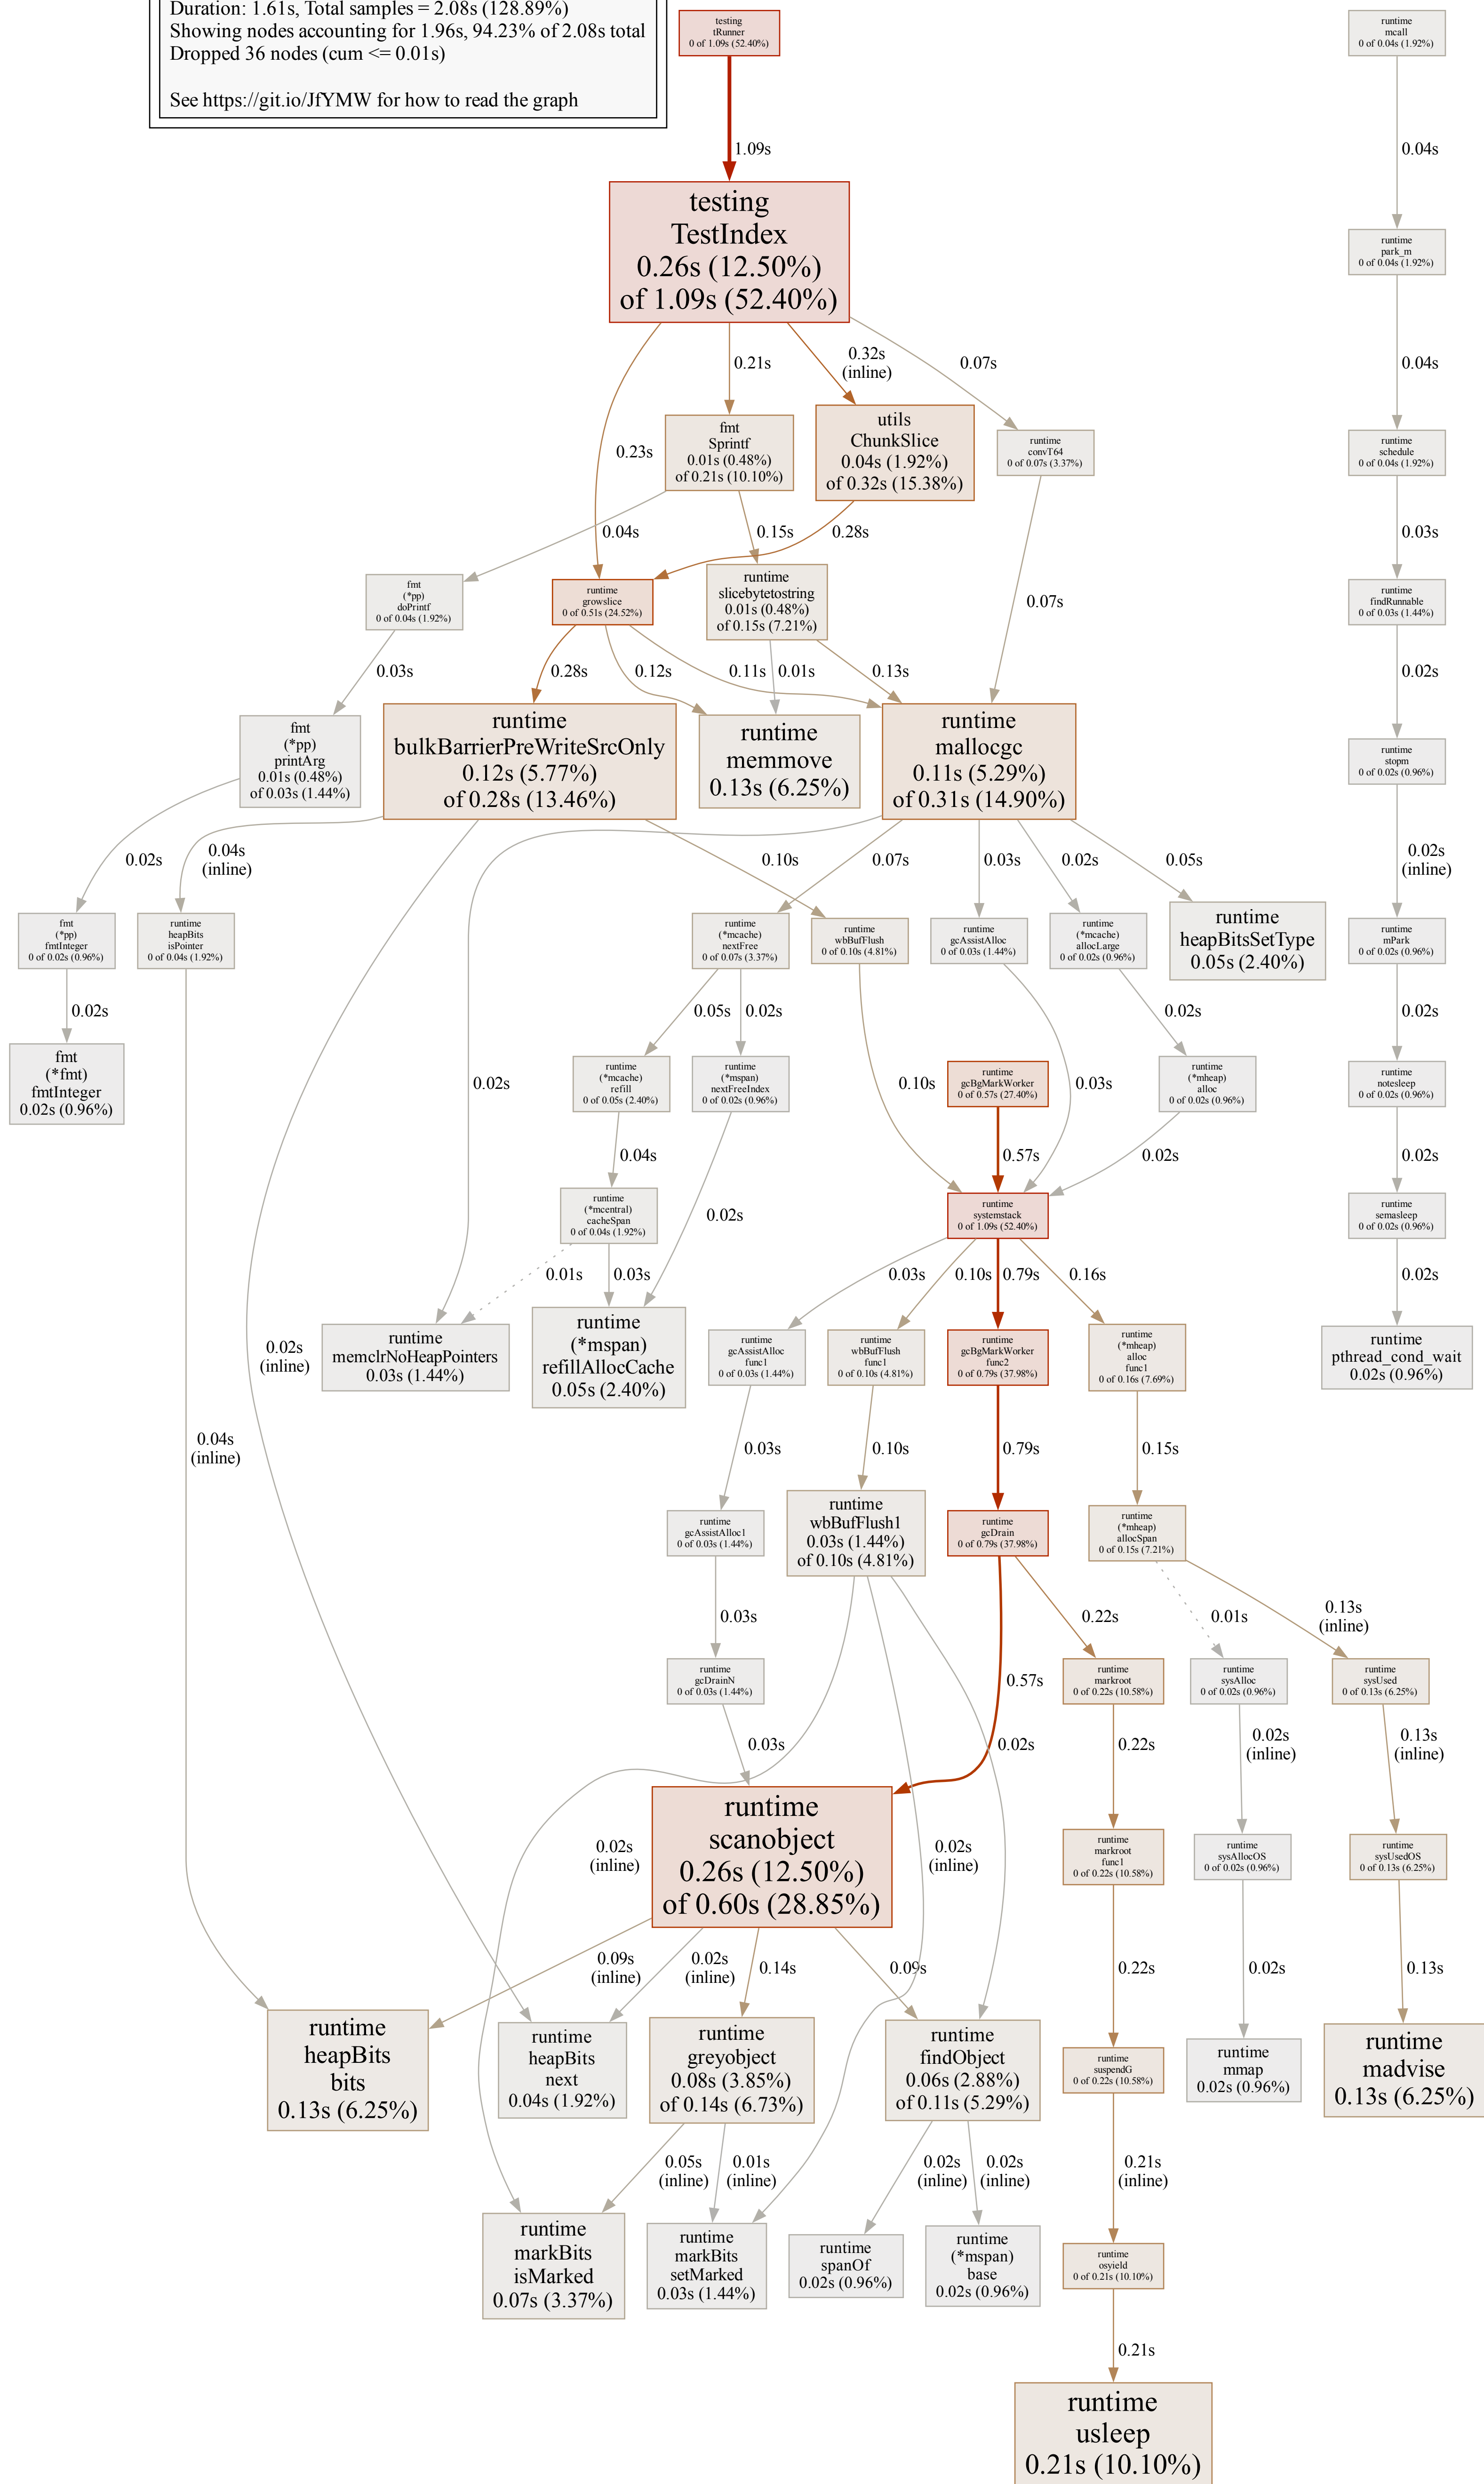 Duration: 1.61s, Total samples = 2.08s (128.89%)
Showing nodes accounting for 1.96s, 94.23% of 2.08s total
Dropped 36 nodes (cum <= 0.01s)
See https://git.io/JfYMW for how to read the graph
testing
tRunner
0 of 1.09s (52.40%)
runtime
mcall
0 of 0.04s (1.92%)
1.09s
0.04s
testing
TestIndex
0.26s (12.50%)
of 1.09s (52.40%)
runtime
park_m
0 of 0.04s (1.92%)
0.23s
0.21s
0.32s
(inline)
0.07s
0.04s
fmt
Sprintf
0.01s (0.48%)
of 0.21s (10.10%)
utils
ChunkSlice
0.04s (1.92%)
of 0.32s (15.38%)
runtime
convT64
0 of 0.07s (3.37%)
runtime
schedule
0 of 0.04s (1.92%)
0.04s
0.15s
0.28s
0.07s
0.03s
fmt
(*pp)
doPrintf
0 of 0.04s (1.92%)
runtime
growslice
0 of 0.51s (24.52%)
runtime
slicebytetostring
0.01s (0.48%)
of 0.15s (7.21%)
runtime
findRunnable
0 of 0.03s (1.44%)
0.03s
0.28s
0.12s
0.11s
0.01s
0.13s
0.02s
fmt
(*pp)
printArg
0.01s (0.48%)
of 0.03s (1.44%)
runtime
bulkBarrierPreWriteSrcOnly
0.12s (5.77%)
of 0.28s (13.46%)
runtime
memmove
0.13s (6.25%)
runtime
mallocgc
0.11s (5.29%)
of 0.31s (14.90%)
runtime
stopm
0 of 0.02s (0.96%)
0.02s
0.04s
(inline)
0.10s
0.07s
0.03s
0.02s
0.05s
0.02s
(inline)
fmt
(*pp)
fmtInteger
0 of 0.02s (0.96%)
runtime
heapBits
isPointer
0 of 0.04s (1.92%)
runtime
(*mcache)
nextFree
0 of 0.07s (3.37%)
runtime
wbBufFlush
0 of 0.10s (4.81%)
runtime
gcAssistAlloc
0 of 0.03s (1.44%)
runtime
(*mcache)
allocLarge
0 of 0.02s (0.96%)
runtime
heapBitsSetType
0.05s (2.40%)
runtime
mPark
0 of 0.02s (0.96%)
0.02s
0.05s
0.02s
0.02s
0.02s
fmt
(*fmt)
fmtInteger
0.02s (0.96%)
0.02s
runtime
(*mcache)
refill
0 of 0.05s (2.40%)
runtime
(*mspan)
nextFreeIndex
0 of 0.02s (0.96%)
0.10s
runtime
gcBgMarkWorker
0 of 0.57s (27.40%)
0.03s
runtime
(*mheap)
alloc
0 of 0.02s (0.96%)
runtime
notesleep
0 of 0.02s (0.96%)
0.04s
0.57s
0.02s
0.02s
runtime
(*mcentral)
cacheSpan
0 of 0.04s (1.92%)
0.02s
runtime
systemstack
0 of 1.09s (52.40%)
runtime
semasleep
0 of 0.02s (0.96%)
0.01s
0.03s
0.03s
0.10s
0.79s
0.16s
0.02s
0.02s
(inline)
runtime
memclrNoHeapPointers
0.03s (1.44%)
runtime
(*mspan)
refillAllocCache
0.05s (2.40%)
runtime
gcAssistAlloc
func1
0 of 0.03s (1.44%)
runtime
wbBufFlush
func1
0 of 0.10s (4.81%)
runtime
gcBgMarkWorker
func2
0 of 0.79s (37.98%)
runtime
(*mheap)
alloc
func1
0 of 0.16s (7.69%)
runtime
pthread_cond_wait
0.02s (0.96%)
0.04s
(inline)
0.03s
0.10s
0.79s
0.15s
runtime
gcAssistAlloc1
0 of 0.03s (1.44%)
runtime
wbBufFlush1
0.03s (1.44%)
of 0.10s (4.81%)
runtime
gcDrain
0 of 0.79s (37.98%)
runtime
(*mheap)
allocSpan
0 of 0.15s (7.21%)
0.03s
0.22s
0.01s
0.13s
(inline)
runtime
gcDrainN
0 of 0.03s (1.44%)
0.57s
runtime
markroot
0 of 0.22s (10.58%)
runtime
sysAlloc
0 of 0.02s (0.96%)
runtime
sysUsed
0 of 0.13s (6.25%)
0.03s
0.02s
0.22s
0.02s
(inline)
0.13s
(inline)
0.02s
(inline)
runtime
scanobject
0.26s (12.50%)
of 0.60s (28.85%)
0.02s
(inline)
runtime
markroot
func1
0 of 0.22s (10.58%)
runtime
sysAllocOS
0 of 0.02s (0.96%)
runtime
sysUsedOS
0 of 0.13s (6.25%)
0.09s
(inline)
0.02s
(inline)
0.14s
0.09s
0.22s
0.02s
0.13s
runtime
heapBits
bits
0.13s (6.25%)
runtime
heapBits
next
0.04s (1.92%)
runtime
greyobject
0.08s (3.85%)
of 0.14s (6.73%)
runtime
findObject
0.06s (2.88%)
of 0.11s (5.29%)
runtime
suspendG
0 of 0.22s (10.58%)
runtime
mmap
0.02s (0.96%)
runtime
madvise
0.13s (6.25%)
0.05s
(inline)
0.01s
(inline)
0.02s
(inline)
0.02s
(inline)
0.21s
(inline)
runtime
markBits
isMarked
0.07s (3.37%)
runtime
markBits
setMarked
0.03s (1.44%)
runtime
spanOf
0.02s (0.96%)
runtime
(*mspan)
base
0.02s (0.96%)
runtime
osyield
0 of 0.21s (10.10%)
0.21s
runtime
usleep
0.21s (10.10%)